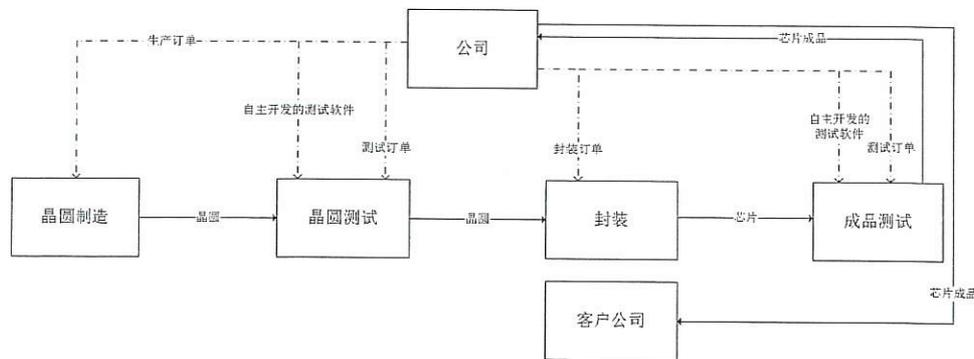 生产订单
公司
芯片成品
自主开发的测试软件
测试订单
封装订单
自主开发的
测试软件
测试订单
晶圆制造
晶圆
晶圆测试
晶圆
封装
芯片
成品测试
芯片成品
客户公司